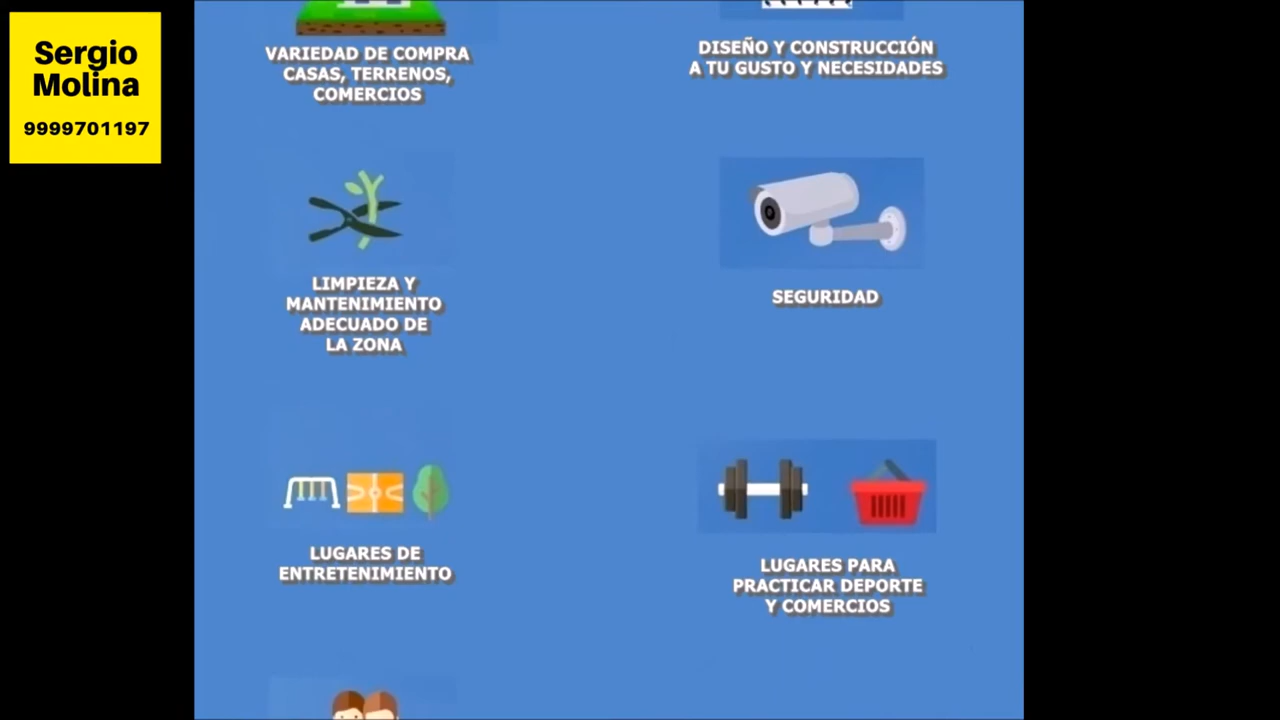 Sergio
Molina
9999701197
VARIEDAD DE COMPRA
CASAS, TERRENOS,
COMERCIOS
DISEÑO Y CONSTRUCCIÓN
A TU GUSTO Y NECESIDADES
LIMPIEZA Y
MANTENIMIENTO
ADECUADO DE
LA ZONA
SEGURIDAD
LUGARES DE
ENTRETENIMIENTO
LUGARES PARA
PRACTICAR DEPORTE
Y COMERCIOS